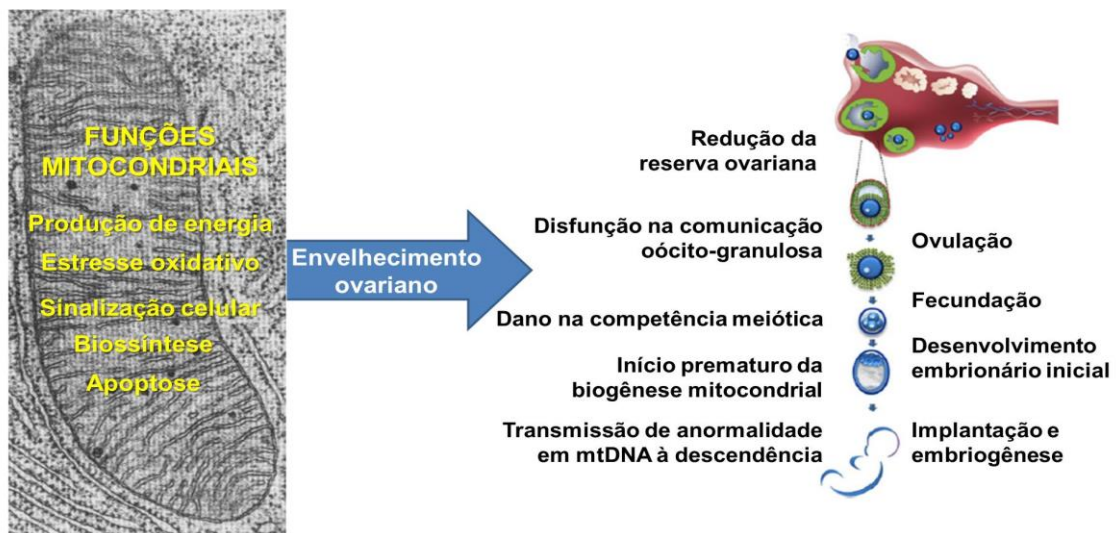 FUNÇÕES
MITOCONDRIAIS
Produção de energia
Estresse oxidativo
Sinalização celular
Biossíntese
Apoptose
Envelhecimento
ovariano
Redução da
reserva ovariana
Disfunção na comunicação
oócito-granulosa
Dano na competência meiótica
Início prematuro da
biogênese mitocondrial
Transmissão de anormalidade
em mtDNA à descendência
Ovulação
Fecundação
Desenvolvimento
embrionário inicial
Implantação e
embriogênese